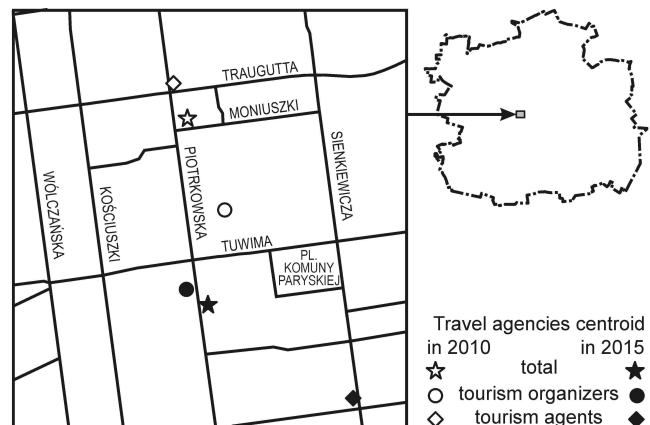 TRAUGUTTA
MONIUSZKI
SIENKIEWICZA
PIOTRKOWSKA
WÓLCZAŃSKA
KOŚCIUSZKI
TUWIMA
PL.
KOMUNY
PARYSKIEJ
Travel agencies centroid
in 2010 in 2015
total
tourism organizers
tourism agents